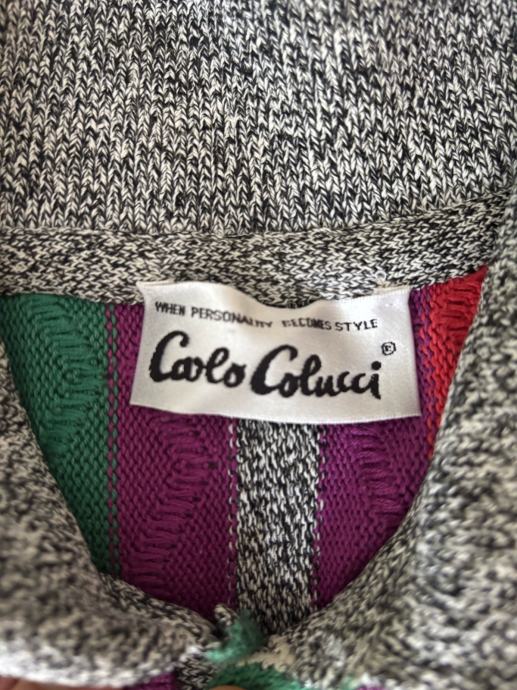 WHEN PERSONALITY BECOMES STYLE
Carlo Colucci ®